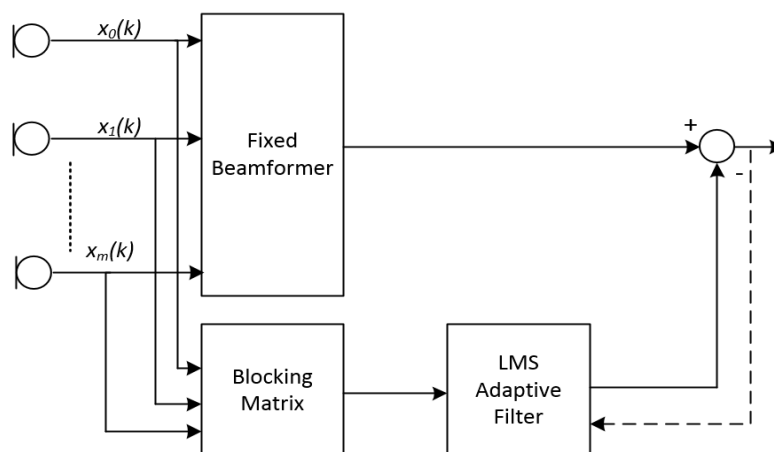 x0(k)
x1(k)
xm(k)
Fixed
Beamformer
+
-
Blocking
Matrix
LMS
Adaptive
Filter